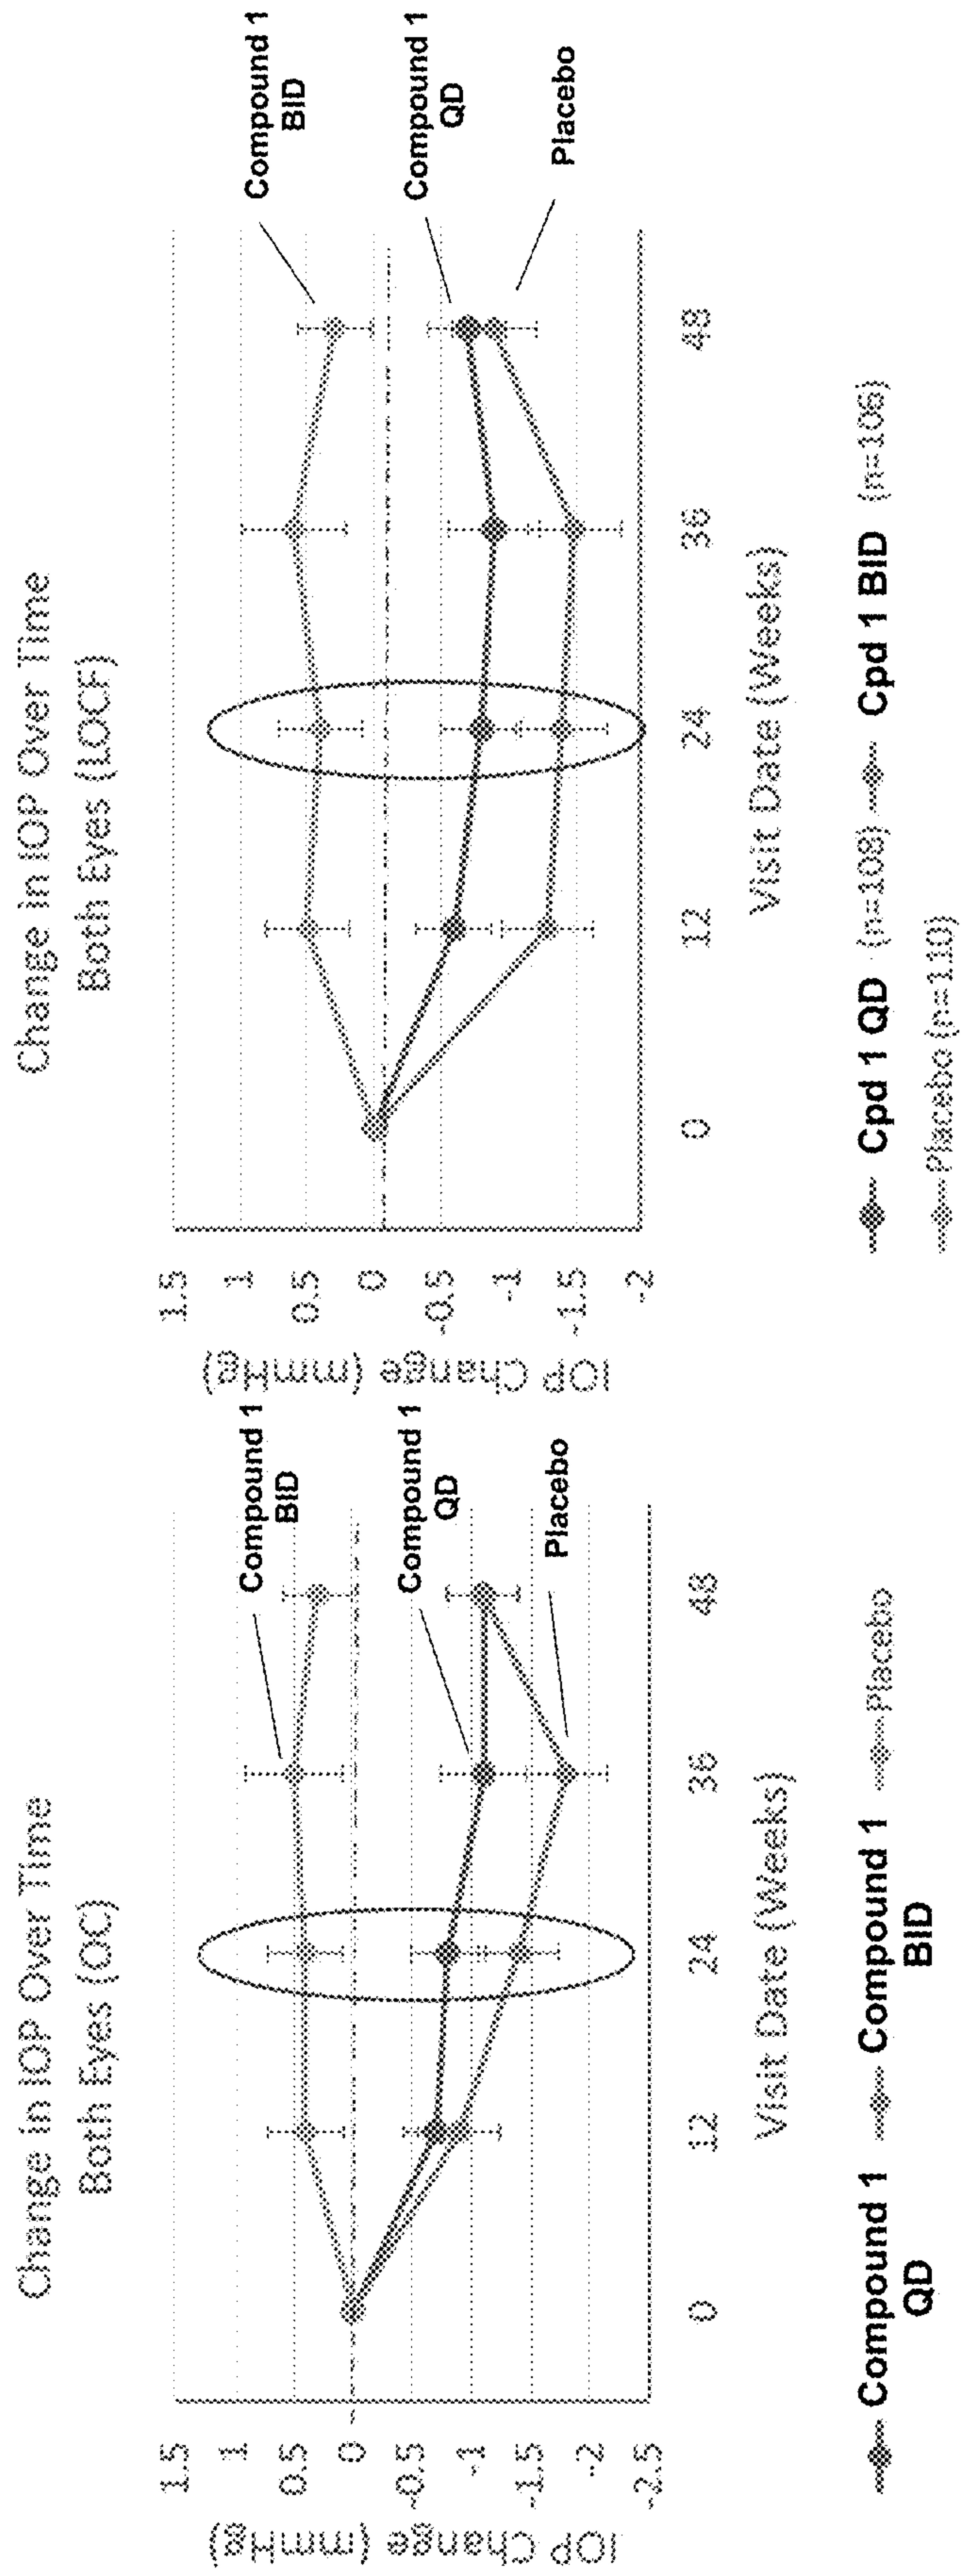 Change in IOP Over Time
Both Eyes (OC)
IOP Change (mmHg)
1.5
1
0.5
0
-0.5
-1
-1.5
-2
-2.5
0
12
24
36
48
Visit Date (Weeks)
Compound 1
BID
Compound 1
QD
Placebo
Compound 1
QD
Compound 1
BID
Placebo
Change in IOP Over Time
Both Eyes (LOCF)
IOP Change (mmHg)
1.5
1
0.5
0
-0.5
-1
-1.5
-2
0
12
24
36
48
Visit Date (Weeks)
Compound 1
BID
Compound 1
QD
Placebo
Cpd 1 QD (n=108) Cpd 1 BID (n=106)
Placebo (n=110)